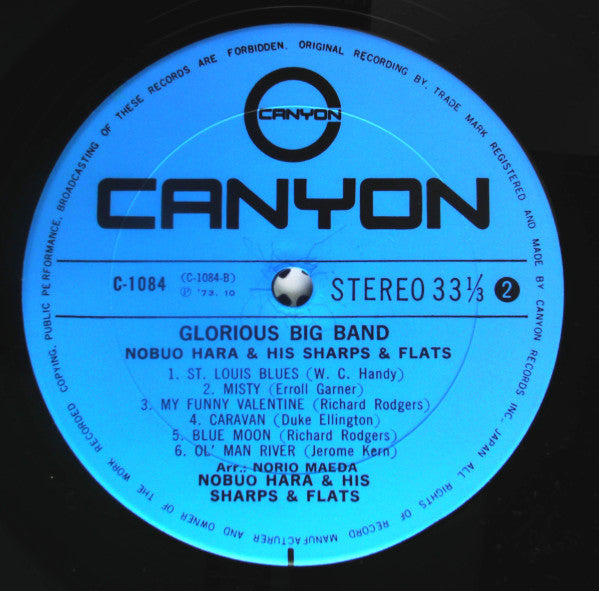 CANYON
CANYON
C-1084 (C-1084-B)
Ⓟ '73. 10
STEREO 33⅓ 2
GLORIOUS BIG BAND
NOBUO HARA & HIS SHARPS & FLATS
1. ST. LOUIS BLUES (W. C. Handy)
2. MISTY (Erroll Garner)
3. MY FUNNY VALENTINE (Richard Rodgers)
4. CARAVAN (Duke Ellington)
5. BLUE MOON (Richard Rodgers)
6. OL' MAN RIVER (Jerome Kern)
Arr.: NORIO MAEDA
NOBUO HARA & HIS
SHARPS & FLATS
ALL RIGHTS OF RECORD MANUFACTURER AND OWNER OF THE WORK RECORDED COPYING, PUBLIC PERFORMANCE, BROADCASTING OF THESE RECORDS ARE FORBIDDEN. ORIGINAL RECORDING BY, TRADE MARK REGISTERED AND MADE BY CANYON RECORDS INC. JAPAN